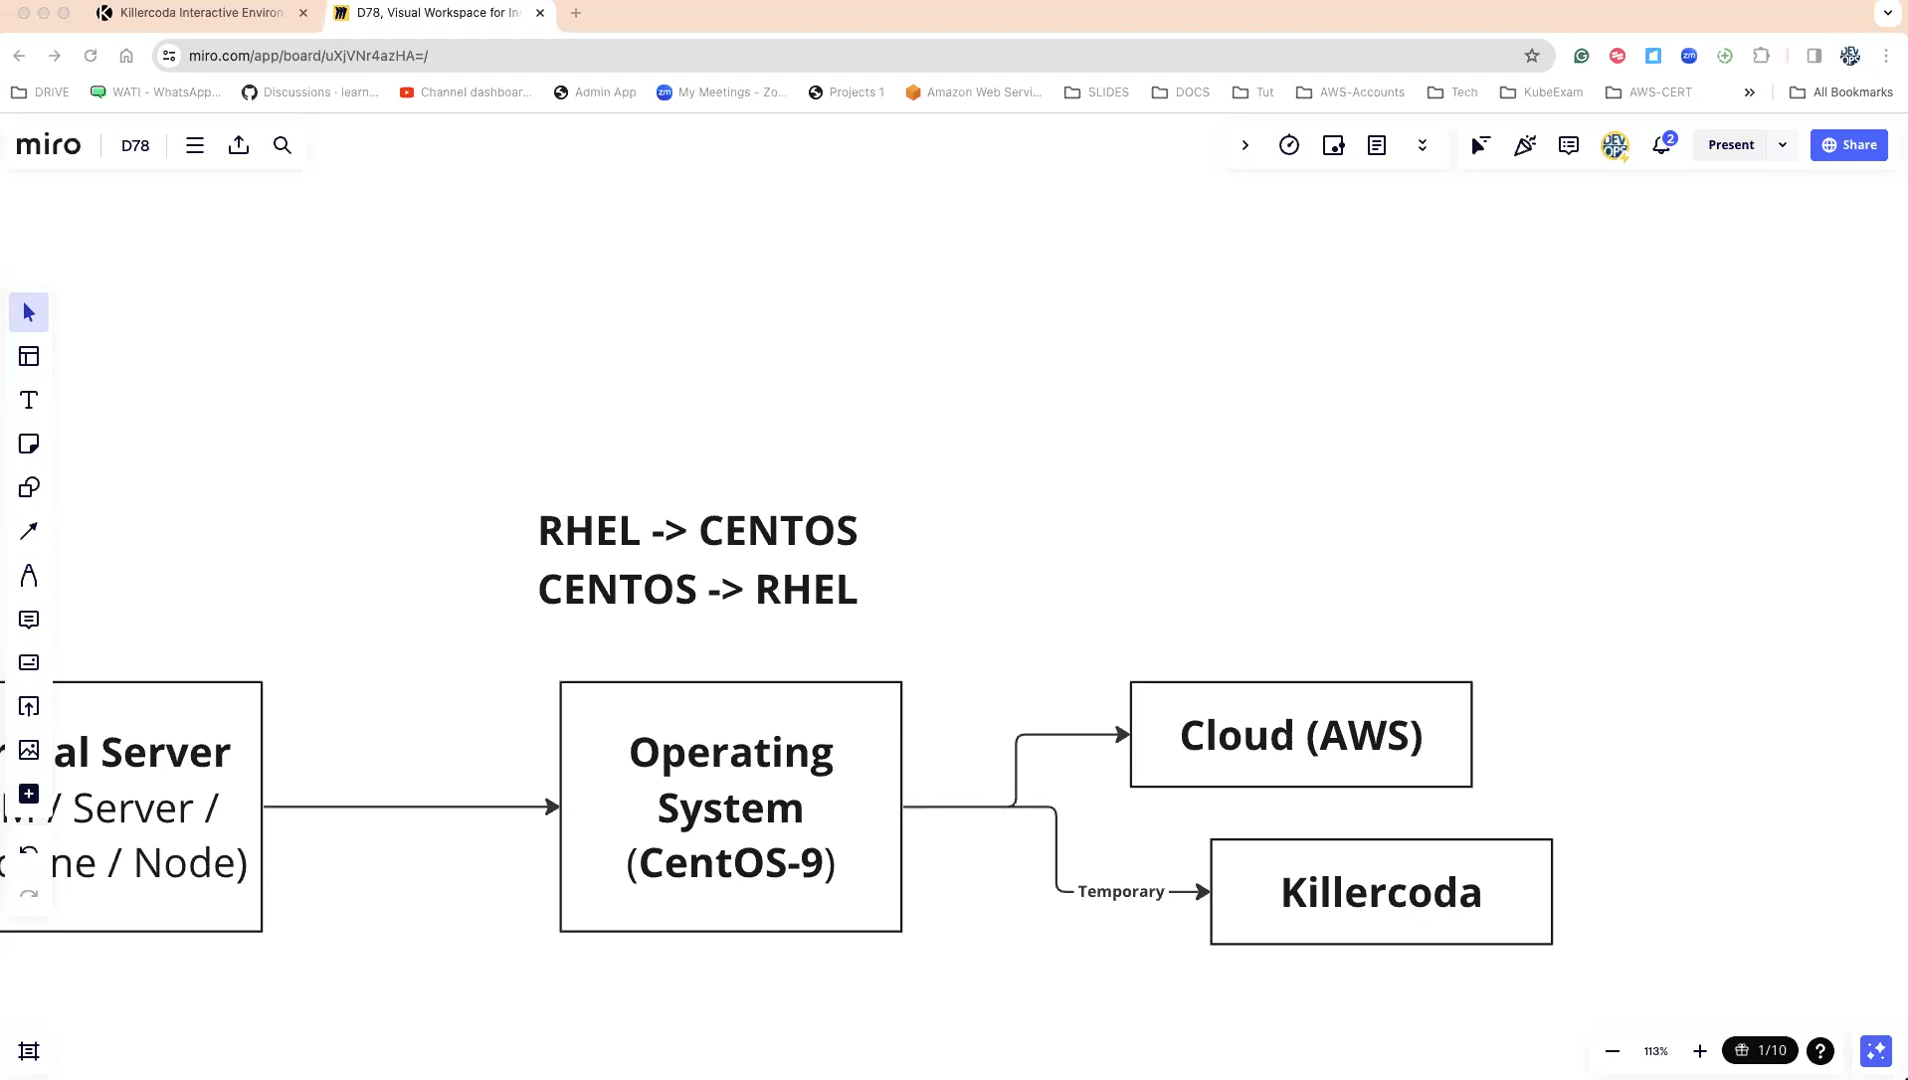 Killercoda Interactive Environ
D78, Visual Workspace for In
miro.com/app/board/uXjVNr4azHA=/
DRIVE
WATI - WhatsApp...
Discussions · learn...
Channel dashboar...
Admin App
My Meetings - Zo...
Projects 1
Amazon Web Servi...
SLIDES
DOCS
Tut
AWS-Accounts
Tech
KubeExam
AWS-CERT
All Bookmarks
miro
D78
DEV
OPS
2
Present
Share
RHEL -> CENTOS
CENTOS -> RHEL
al Server
/ Server /
ne / Node)
Operating
System
(CentOS-9)
Cloud (AWS)
Temporary
Killercoda
113%
1/10